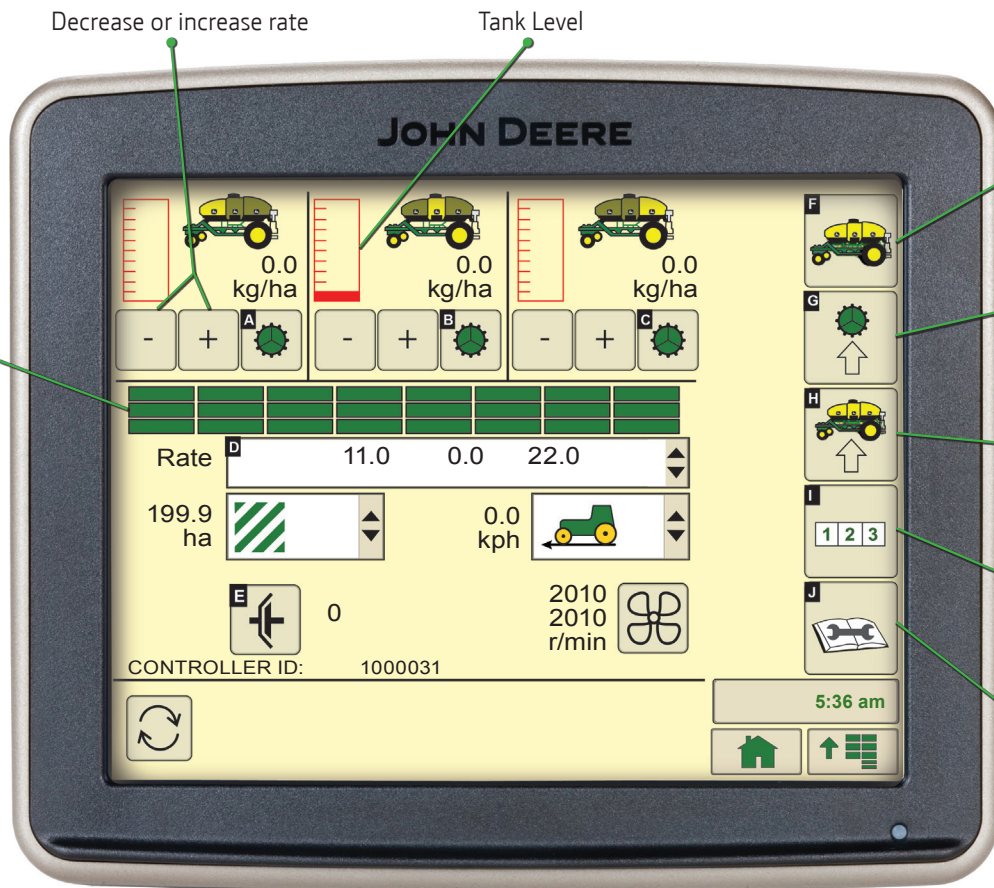 Decrease or increase rate
Tank Level
JOHN DEERE
F
0.0
kg/ha
0.0
kg/ha
0.0
kg/ha
G
- + A
- + B
- + C
H
Rate D 11.0 0.0 22.0
I
1 2 3
199.9
ha
0.0
kph
J
E
0
2010
2010
r/min
CONTROLLER ID: 1000031
5:36 am